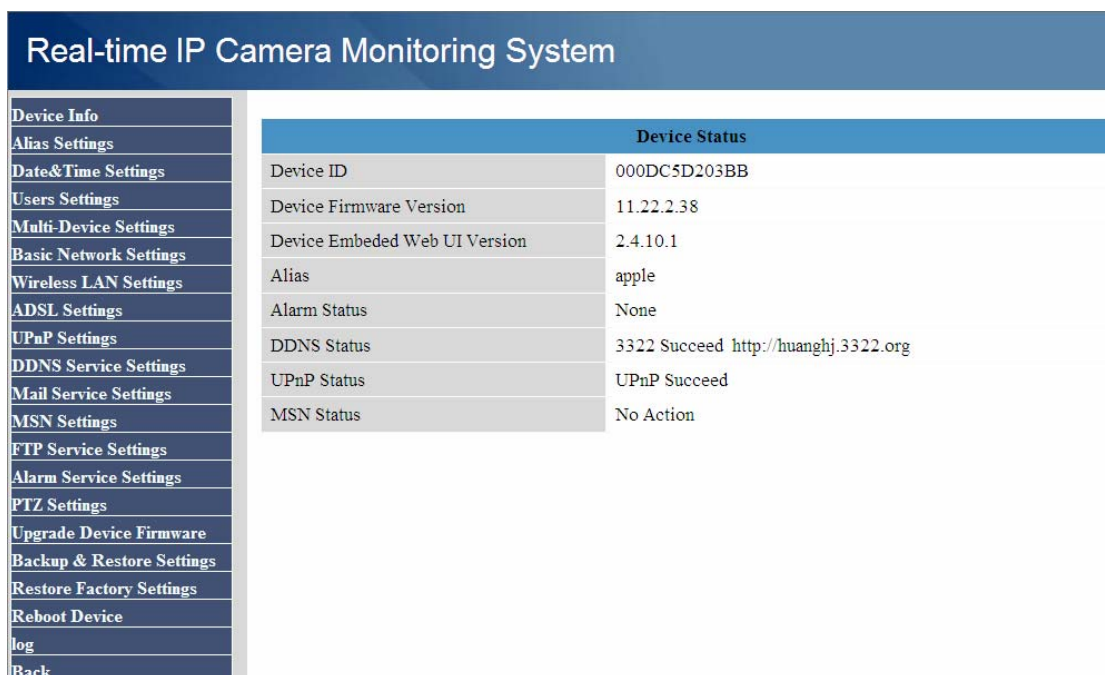 Real-time IP Camera Monitoring System
Device Info
Alias Settings
Date&Time Settings
Users Settings
Multi-Device Settings
Basic Network Settings
Wireless LAN Settings
ADSL Settings
UPnP Settings
DDNS Service Settings
Mail Service Settings
MSN Settings
FTP Service Settings
Alarm Service Settings
PTZ Settings
Upgrade Device Firmware
Backup & Restore Settings
Restore Factory Settings
Reboot Device
log
Back
Device Status
Device ID 000DC5D203BB
Device Firmware Version 11.22.2.38
Device Embeded Web UI Version 2.4.10.1
Alias apple
Alarm Status None
DDNS Status 3322 Succeed http://huanghj.3322.org
UPnP Status UPnP Succeed
MSN Status No Action